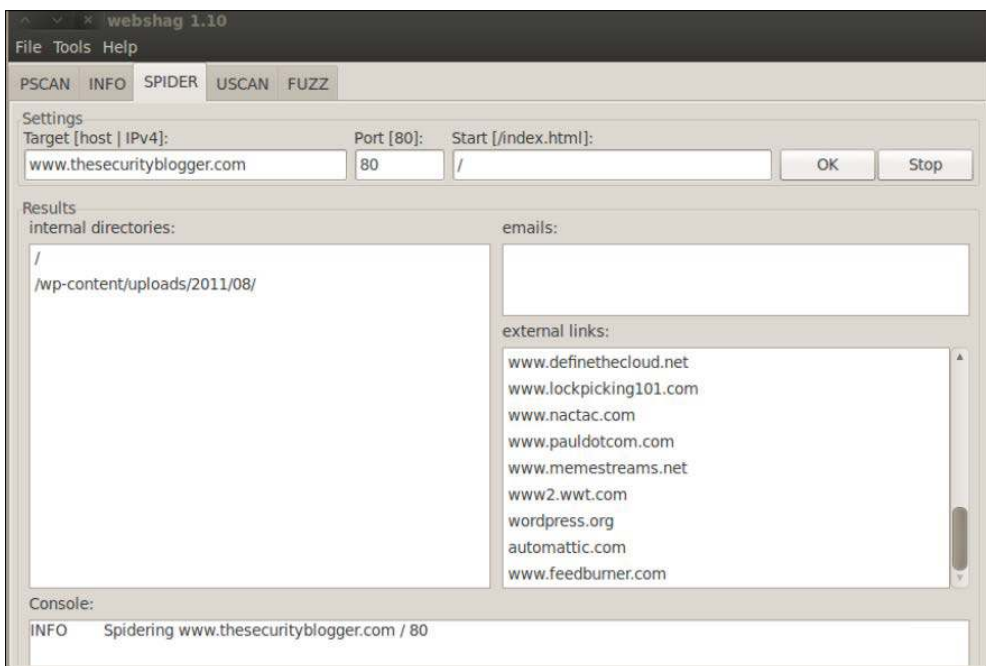 webshag 1.10
File Tools Help
PSCAN INFO SPIDER USCAN FUZZ
Settings
Target [host | IPv4]: Port [80]: Start [/index.html]:
www.thesecurityblogger.com 80 / OK Stop
Results
internal directories:
/
/wp-content/uploads/2011/08/
emails:
external links:
www.definethecloud.net
www.lockpicking101.com
www.nactac.com
www.pauldotcom.com
www.memestreams.net
www2.wwt.com
wordpress.org
automattic.com
www.feedburner.com
Console:
INFO Spidering www.thesecurityblogger.com / 80